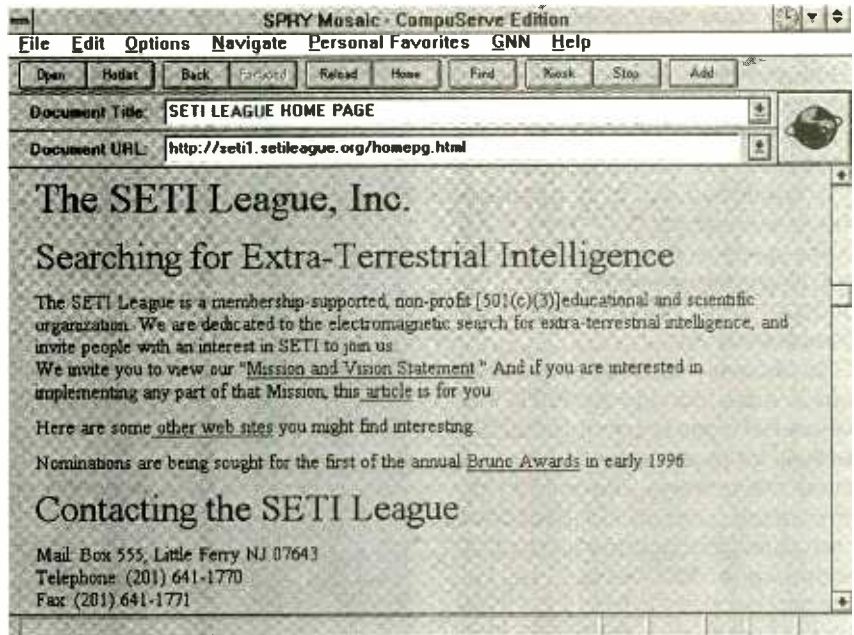 SPRY Mosaic - CompuServe Edition
File Edit Options Navigate Personal Favorites GNN Help
Open Hotlist Back Forward Reload Home Find Kiosk Stop Add
Document Title: SETI LEAGUE HOME PAGE
Document URL: http://seti1.setileague.org/homepg.html
The SETI League, Inc.
Searching for Extra-Terrestrial Intelligence
The SETI League is a membership-supported, non-profit [501(c)(3)]educational and scientific
organization. We are dedicated to the electromagnetic search for extra-terrestrial intelligence, and
invite people with an interest in SETI to join us
We invite you to view our "Mission and Vision Statement." And if you are interested in
implementing any part of that Mission, this article is for you
Here are some other web sites you might find interesting
Nominations are being sought for the first of the annual Bruno Awards in early 1996
Contacting the SETI League
Mail: Box 555, Little Ferry NJ 07643
Telephone: (201) 641-1770
Fax: (201) 641-1771